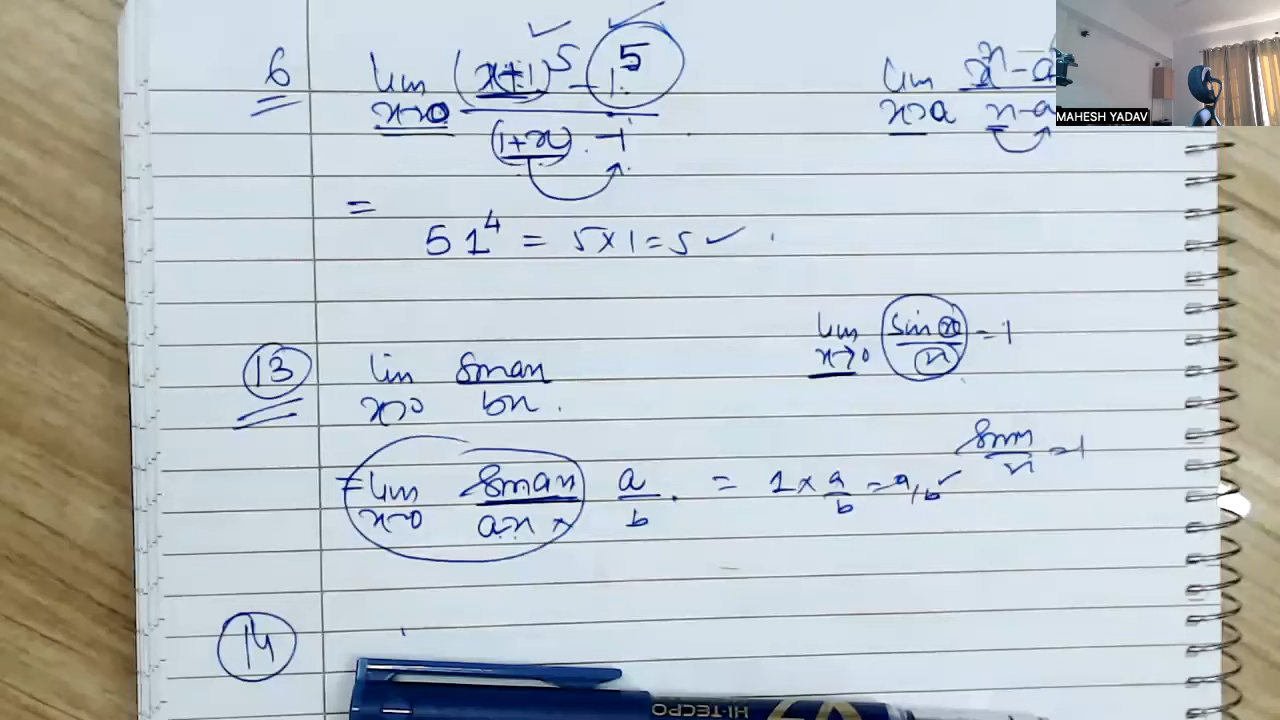 6 lim x→0 (x+1)^5 - 1^5 / (1+x) - 1
lim x→a x^n - a / x - a
MAHESH YADAV
=
5 1^4 = 5×1 = 5 ✓
lim x→0 sin x / x = 1
13 lim x→0 sin ax / bx .
sin x / x = 1
= lim x→0 sin ax / ax × a / b . = 1 × a / b = a/b ✓
14
HI-TECPO
V7